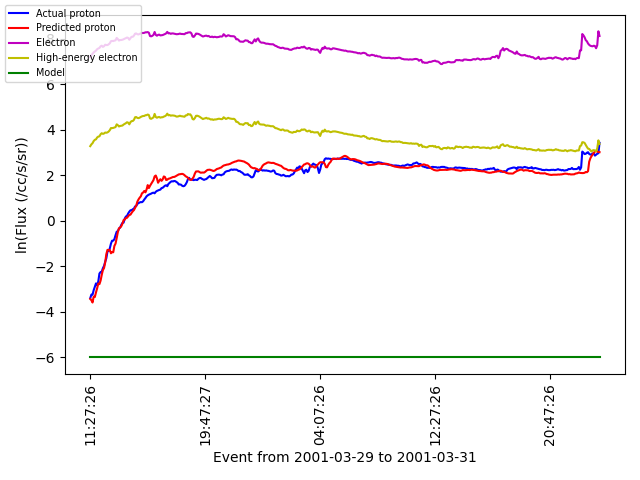 Actual proton
Predicted proton
Electron
High-energy electron
Model
8
6
4
2
0
−2
−4
−6
ln(Flux (/cc/s/sr))
11:27:26
19:47:27
04:07:26
12:27:26
20:47:26
Event from 2001-03-29 to 2001-03-31